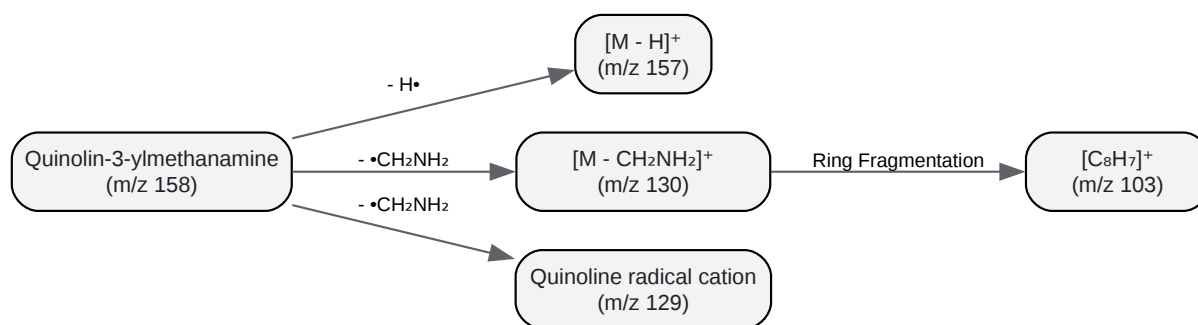 [M - H]⁺
(m/z 157)
- H•
Quinolin-3-ylmethanamine
(m/z 158)
- •CH₂NH₂
[M - CH₂NH₂]⁺
(m/z 130)
Ring Fragmentation
[C₈H₇]⁺
(m/z 103)
- •CH₂NH₂
Quinoline radical cation
(m/z 129)